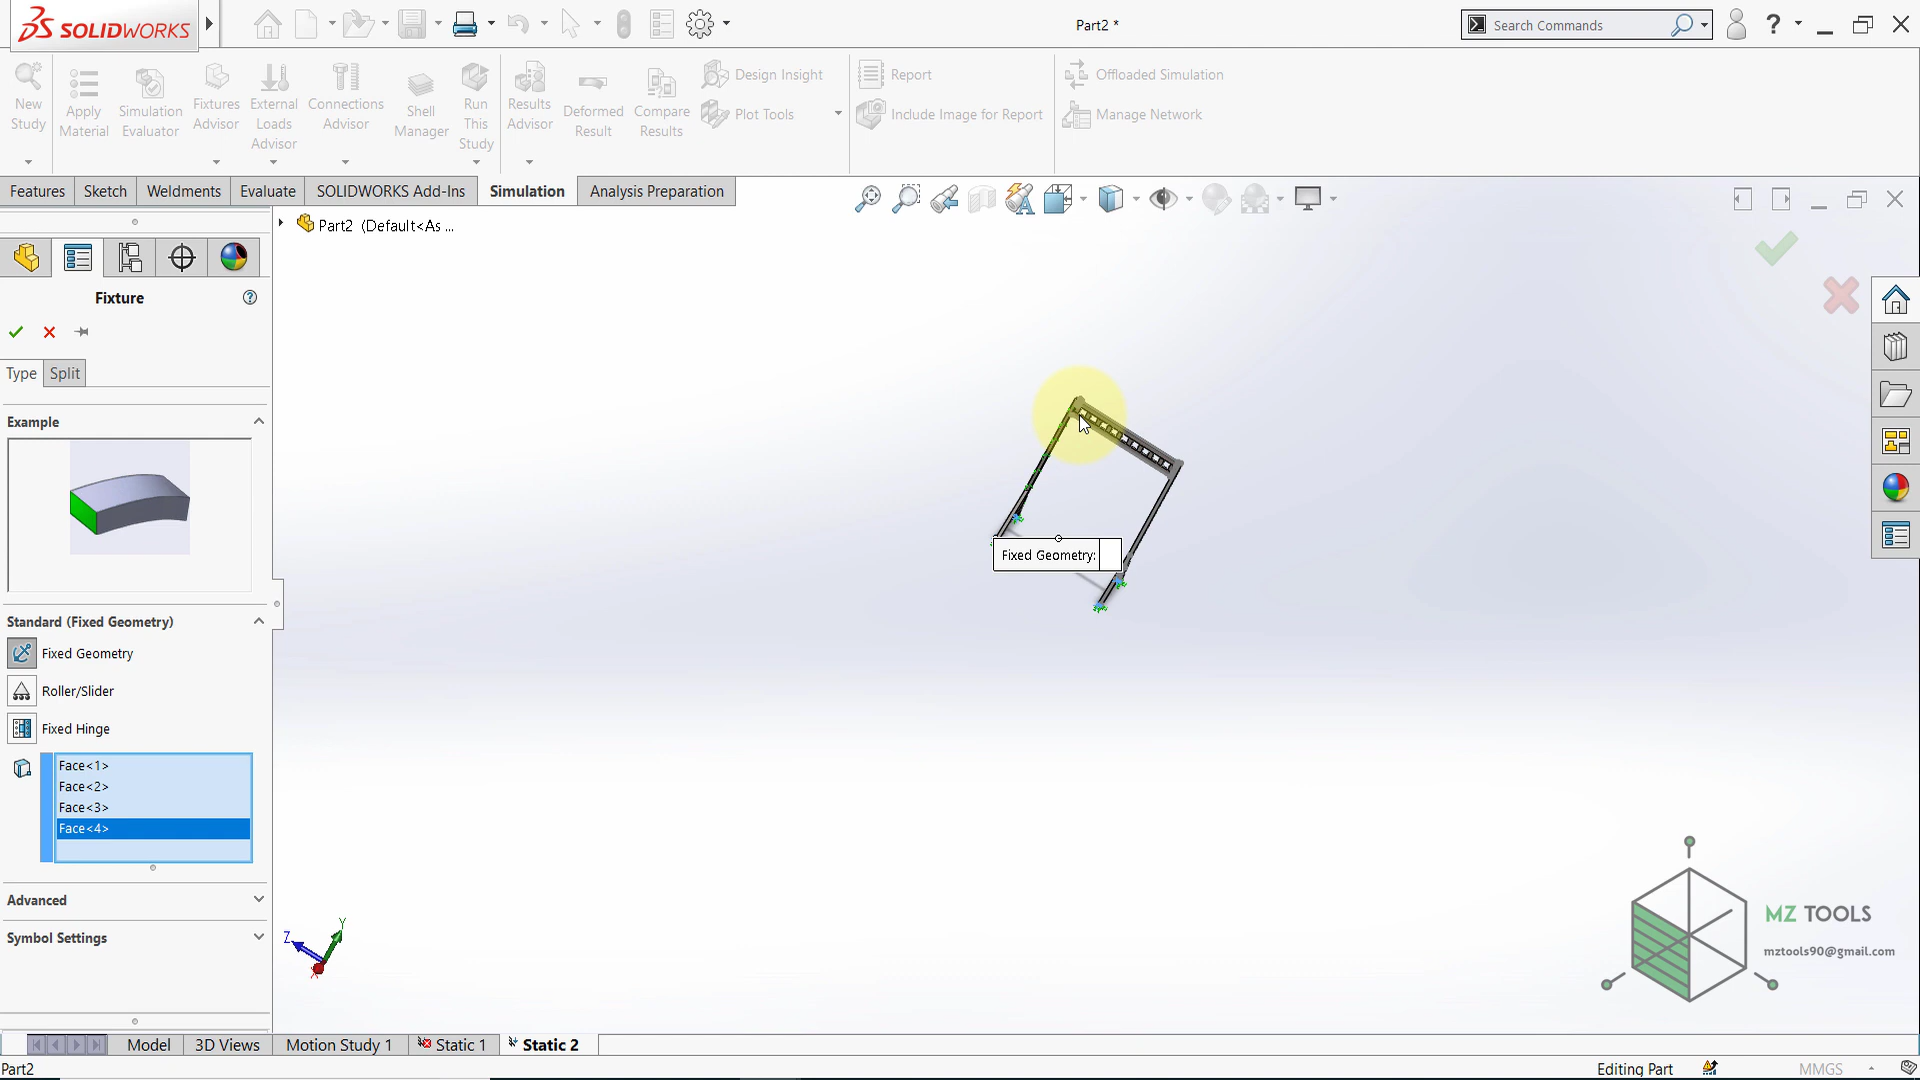 SOLIDWORKS
Part2 *
Search Commands
New
Study
Apply
Material
Simulation
Evaluator
Fixtures
Advisor
External
Loads
Advisor
Connections
Advisor
Shell
Manager
Run
This
Study
Results
Advisor
Deformed
Result
Compare
Results
Design Insight
Plot Tools
Report
Include Image for Report
Offloaded Simulation
Manage Network
Features
Sketch
Weldments
Evaluate
SOLIDWORKS Add-Ins
Simulation
Analysis Preparation
Part2 (Default<As ...
Fixture
Type
Split
Example
Standard (Fixed Geometry)
Fixed Geometry
Roller/Slider
Fixed Hinge
Face<1>
Face<2>
Face<3>
Face<4>
Advanced
Symbol Settings
Fixed Geometry:
Z
Y
X
MZ TOOLS
mztools90@gmail.com
Model
3D Views
Motion Study 1
Static 1
Static 2
Part2
Editing Part
MMGS